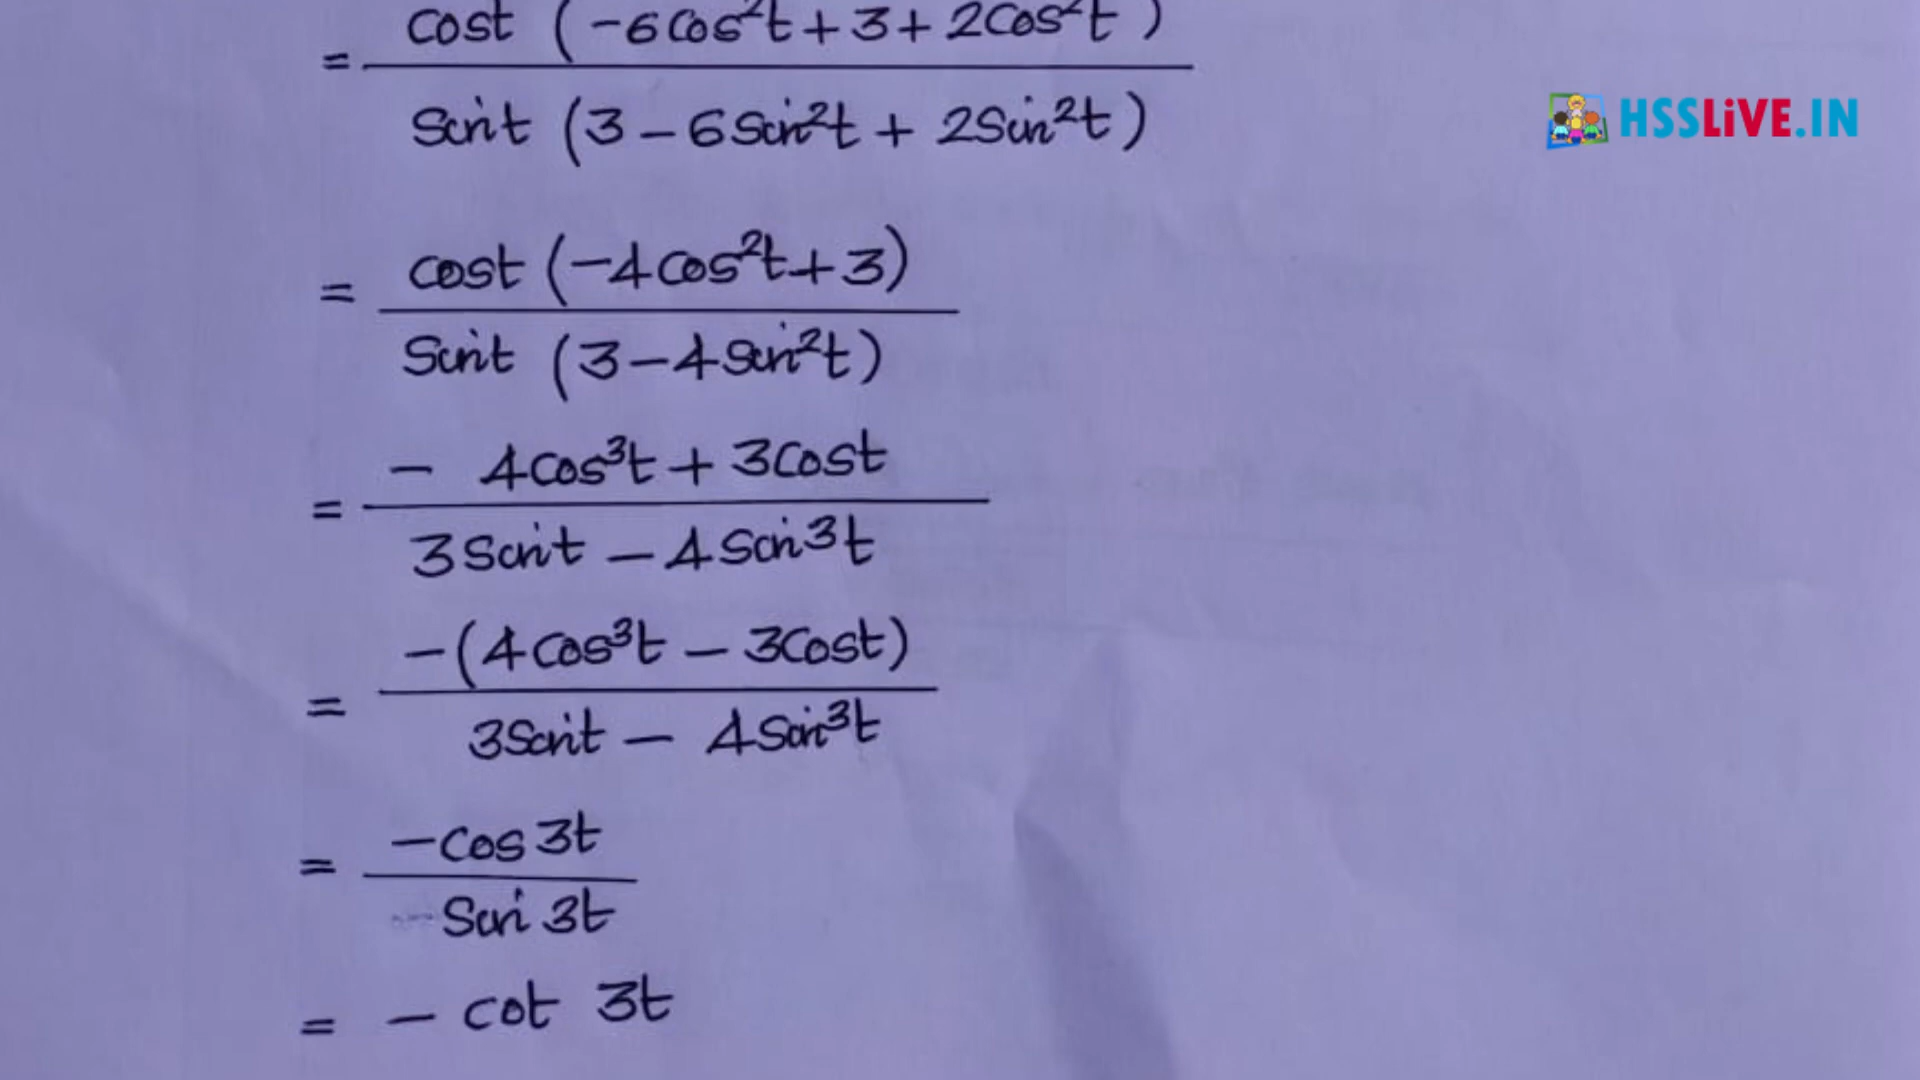 cost (-6cos²t+3+2cos²t)
=
Sint (3-6Sin²t + 2Sin²t)
HSSLiVE.IN
cost (-4cos²t+3)
=
Sint (3-4Sin²t)
- 4cos³t + 3cost
=
3Sint - 4Sin³t
-(4cos³t - 3cost)
=
3Sint - 4Sin³t
-cos 3t
=
Sin 3t
= - cot 3t